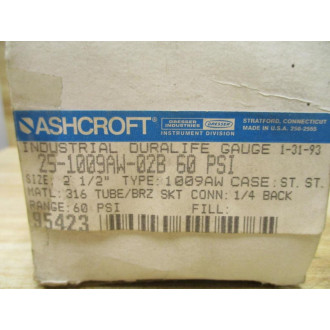 ASHCROFT®
DRESSER INDUSTRIES
DRESSER
INSTRUMENT DIVISION
STRATFORD, CONNECTICUT
MADE IN U.S.A. 250-2550
INDUSTRIAL DURALIFE GAUGE 1-31-93
25-1009AW-02B 60 PSI
SIZE: 2 1/2" TYPE: 1009AW CASE: ST. ST.
MATL: 316 TUBE/BRZ SKT CONN: 1/4 BACK
RANGE: 60 PSI FILL:
95423